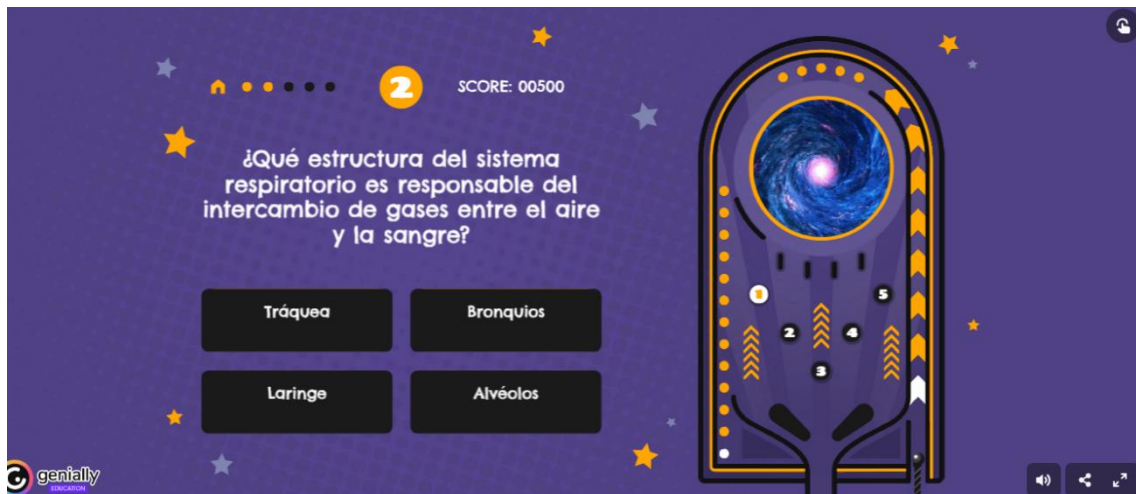 2
SCORE: 00500
¿Qué estructura del sistema
respiratorio es responsable del
intercambio de gases entre el aire
y la sangre?
Tráquea
Bronquios
Laringe
Alvéolos
1
5
2
4
3
genially
EDUCATION